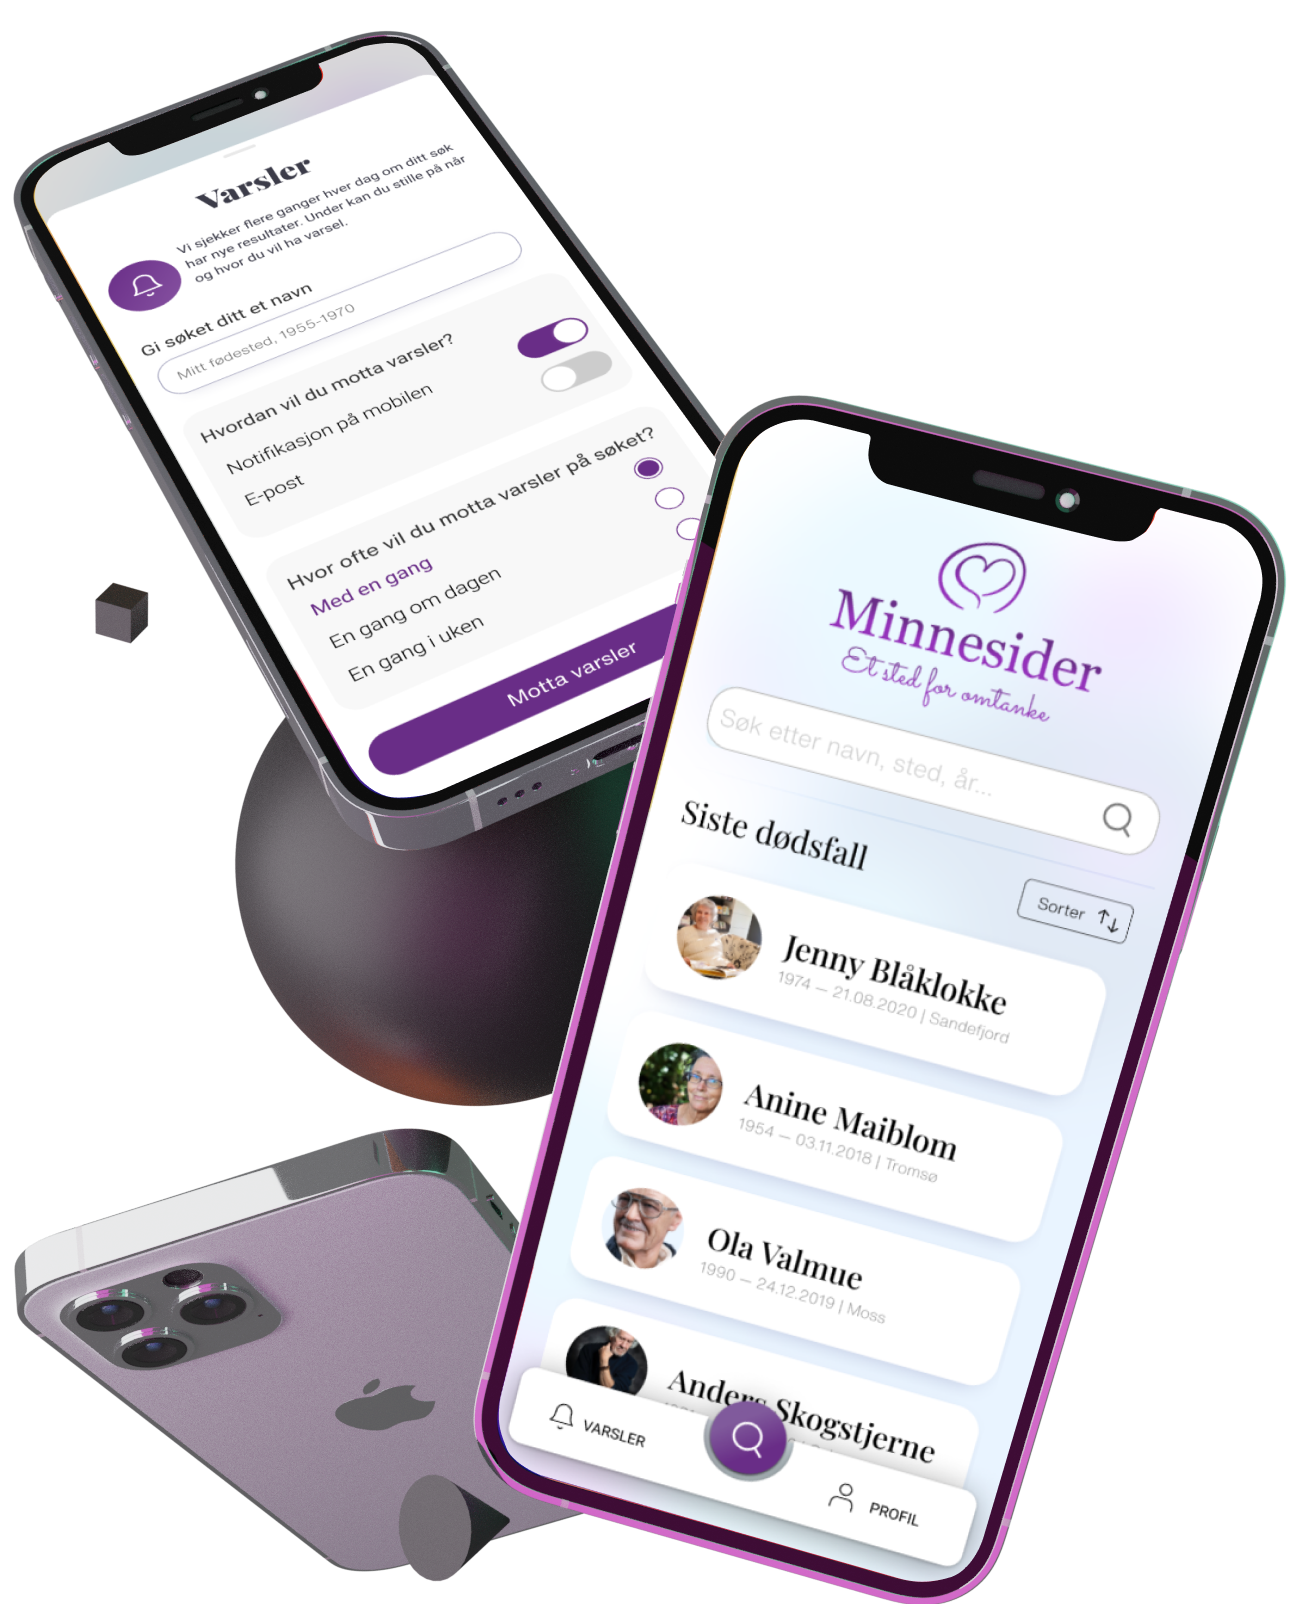 Varsler
Vi sjekker flere ganger hver dag om ditt søk
har nye resultater. Under kan du stille på når
og hvor du vil ha varsel.
Gi søket ditt et navn
Mitt fødested, 1955-1970
Hvordan vil du motta varsler?
Notifikasjon på mobilen
E-post
Hvor ofte vil du motta varsler på søket?
Med en gang
En gang om dagen
En gang i uken
Motta varsler
Minnesider
Et sted for omtanke
Søk etter navn, sted, år...
Siste dødsfall
Sorter
Jenny Blåklokke
1974 – 21.08.2020 | Sandefjord
Anine Maiblom
1954 – 03.11.2018 | Tromsø
Ola Valmue
1990 – 24.12.2019 | Moss
Anders Skogstjerne
VARSLER
PROFIL